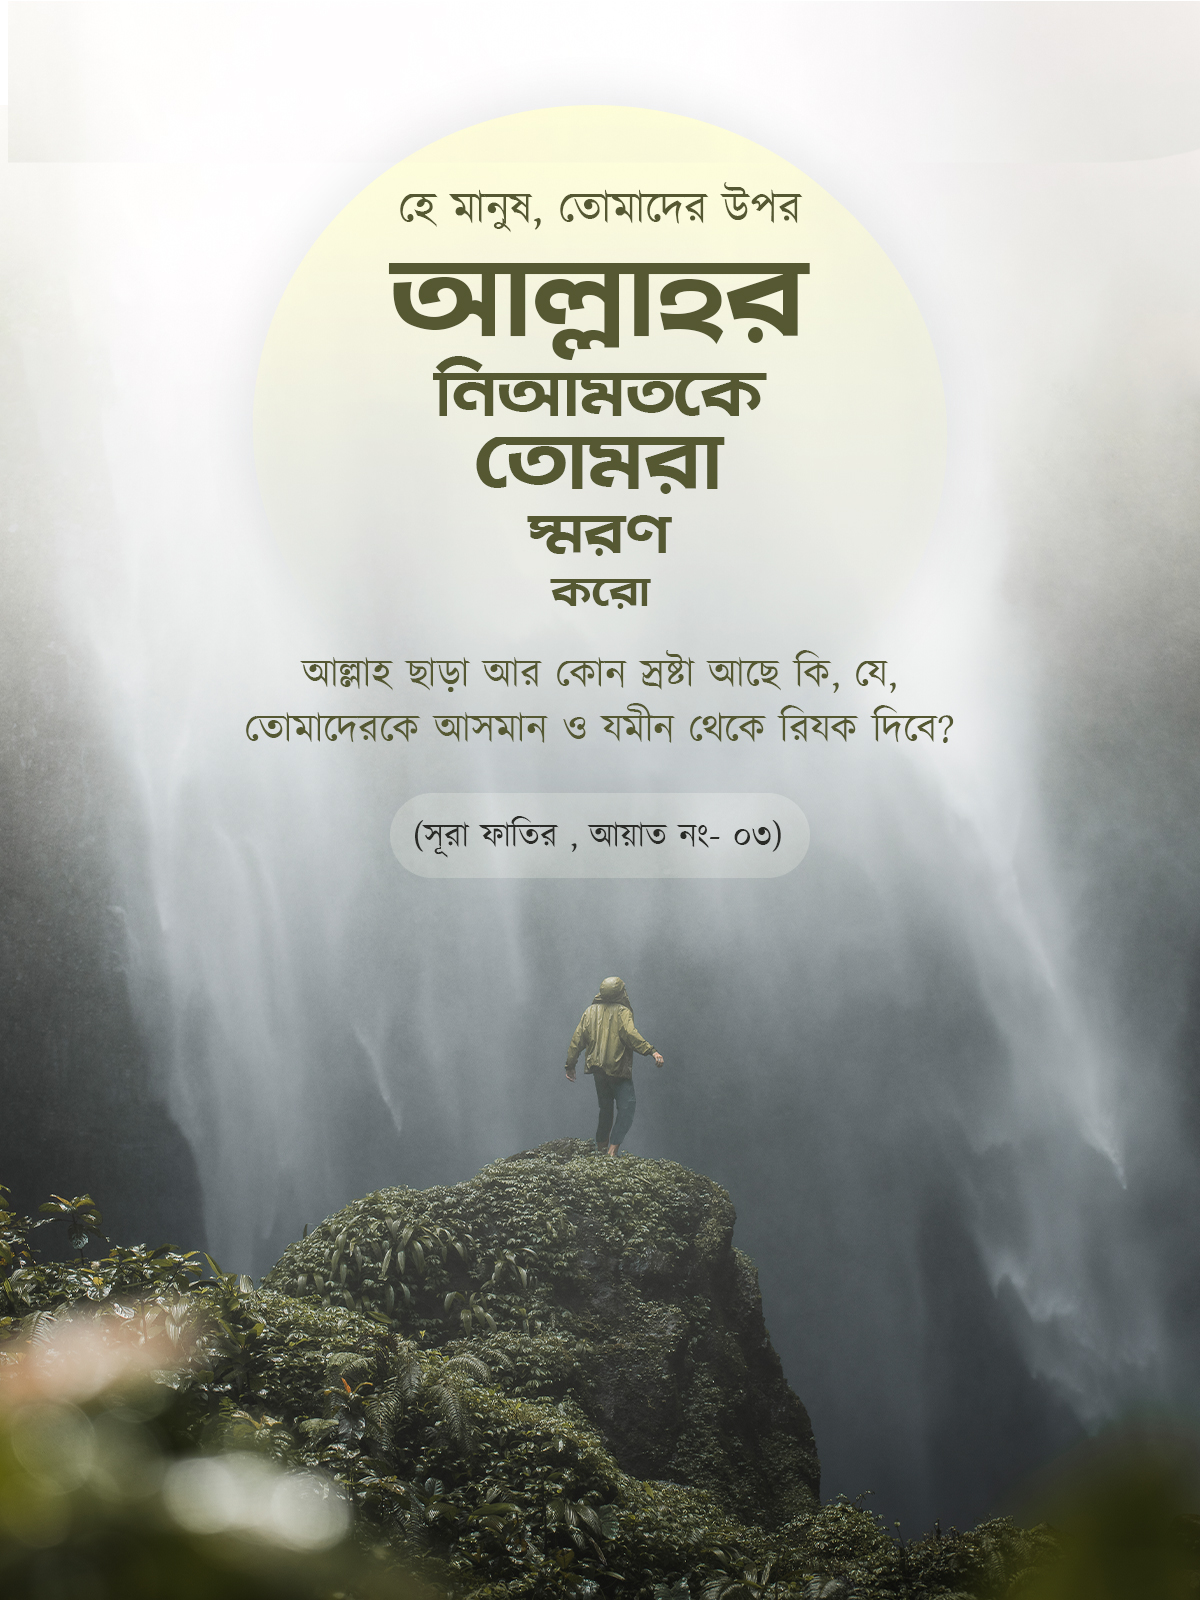 হে মানুষ, তোমাদের উপর
আল্লাহর
নিআমতকে
তোমরা
স্মরণ
করো
আল্লাহ ছাড়া আর কোন স্রষ্টা আছে কি, যে,
তোমাদেরকে আসমান ও যমীন থেকে রিযক দিবে?
(সূরা ফাতির , আয়াত নং- ০৩)